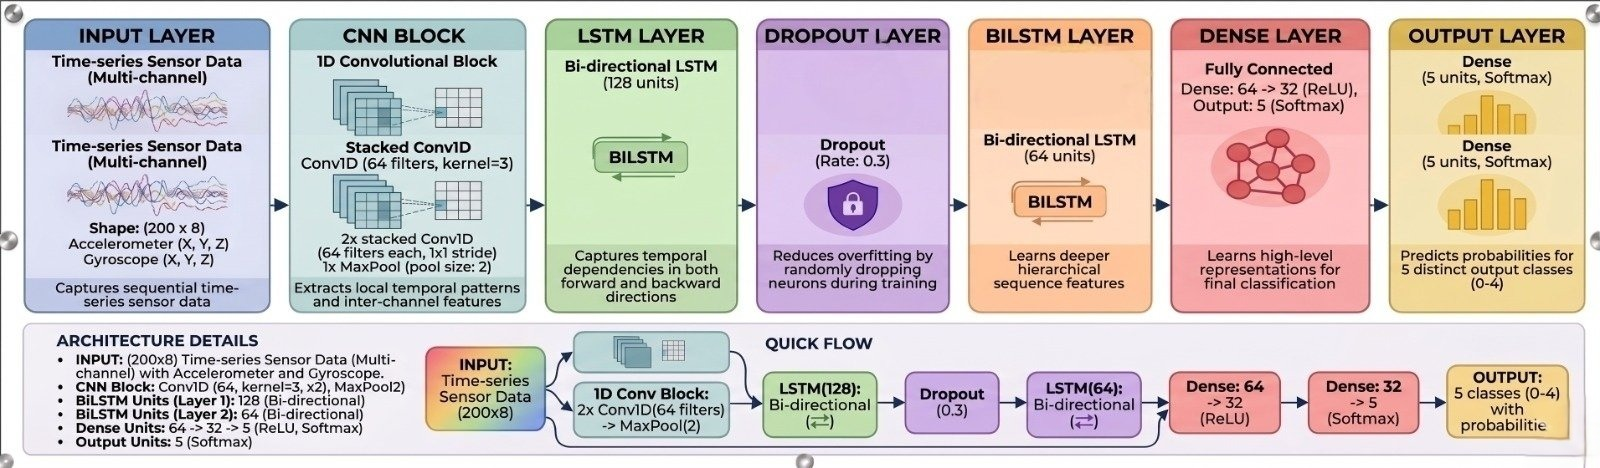 INPUT LAYER
Time-series Sensor Data
(Multi-channel)
Time-series Sensor Data
(Multi-channel)
Shape: (200 x 8)
Accelerometer (X, Y, Z)
Gyroscope (X, Y, Z)
Captures sequential time-
series sensor data
CNN BLOCK
1D Convolutional Block
Stacked Conv1D
Conv1D (64 filters, kernel=3)
2x stacked Conv1D
(64 filters each, 1x1 stride)
1x MaxPool (pool size: 2)
Extracts local temporal patterns
and inter-channel features
LSTM LAYER
Bi-directional LSTM
(128 units)
BILSTM
Captures temporal
dependencies in both
forward and backward
directions
DROPOUT LAYER
Dropout
(Rate: 0.3)
Reduces overfitting by
randomly dropping
neurons during training
BILSTM LAYER
Bi-directional LSTM
(64 units)
BILSTM
Learns deeper
hierarchical
sequence features
DENSE LAYER
Fully Connected
Dense: 64 -> 32 (ReLU),
Output: 5 (Softmax)
Learns high-level
representations for
final classification
OUTPUT LAYER
Dense
(5 units, Softmax)
Dense
(5 units, Softmax)
Predicts probabilities for
5 distinct output classes
(0-4)
ARCHITECTURE DETAILS
• INPUT: (200x8) Time-series Sensor Data (Multi-
channel) with Accelerometer and Gyroscope.
• CNN Block: Conv1D (64, kernel=3, x2), MaxPool2)
• BiLSTM Units (Layer 1): 128 (Bi-directional)
• BiLSTM Units (Layer 2): 64 (Bi-directional)
• Dense Units: 64 -> 32 -> 5 (ReLU, Softmax)
• Output Units: 5 (Softmax)
QUICK FLOW
INPUT:
Time-series
Sensor Data
(200x8)
1D Conv Block:
2x Conv1D(64 filters)
-> MaxPool(2)
LSTM(128):
Bi-directional
(⇄)
Dropout
(0.3)
LSTM(64):
Bi-directional
(⇄)
Dense: 64
-> 32
(ReLU)
Dense: 32
-> 5
(Softmax)
OUTPUT:
5 classes (0-4)
with
probabilitie